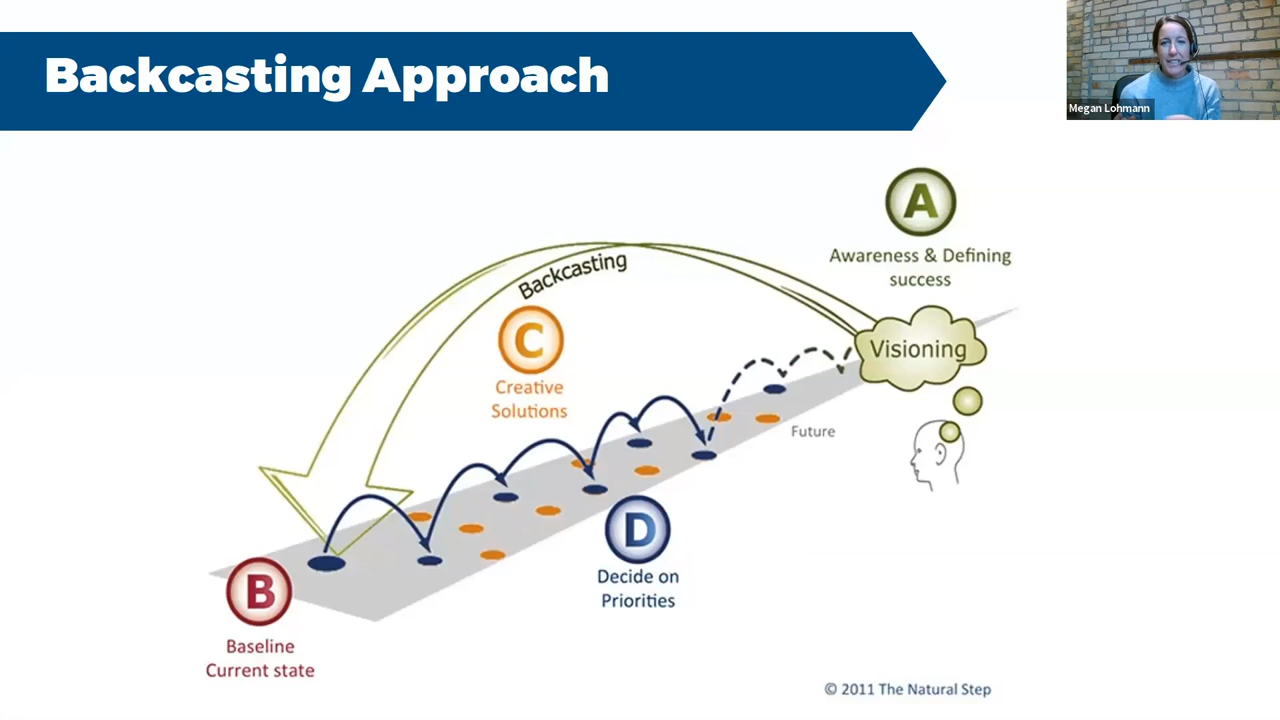 Backcasting Approach
Megan Lohmann
A
Awareness & Defining
success
Backcasting
C
Creative
Solutions
Visioning
Future
D
Decide on
Priorities
B
Baseline
Current state
© 2011 The Natural Step